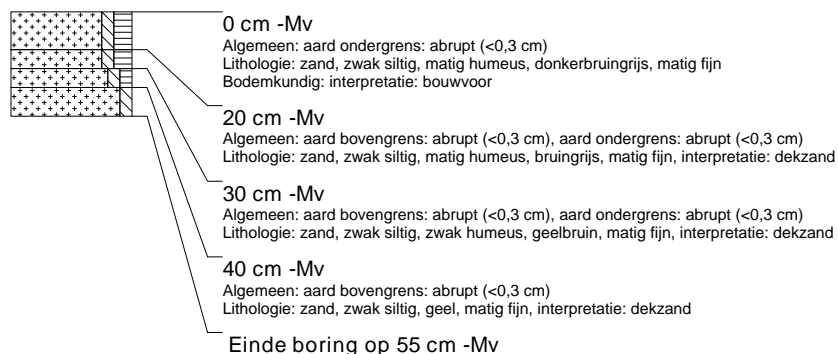 0 cm -Mv
Algemeen: aard ondergrens: abrupt (<0,3 cm)
Lithologie: zand, zwak siltig, matig humeus, donkerbruingrijs, matig fijn
Bodemkundig: interpretatie: bouwvoor
20 cm -Mv
Algemeen: aard bovengrens: abrupt (<0,3 cm), aard ondergrens: abrupt (<0,3 cm)
Lithologie: zand, zwak siltig, matig humeus, bruingrijs, matig fijn, interpretatie: dekzand
30 cm -Mv
Algemeen: aard bovengrens: abrupt (<0,3 cm), aard ondergrens: abrupt (<0,3 cm)
Lithologie: zand, zwak siltig, zwak humeus, geelbruin, matig fijn, interpretatie: dekzand
40 cm -Mv
Algemeen: aard bovengrens: abrupt (<0,3 cm)
Lithologie: zand, zwak siltig, geel, matig fijn, interpretatie: dekzand
Einde boring op 55 cm -Mv